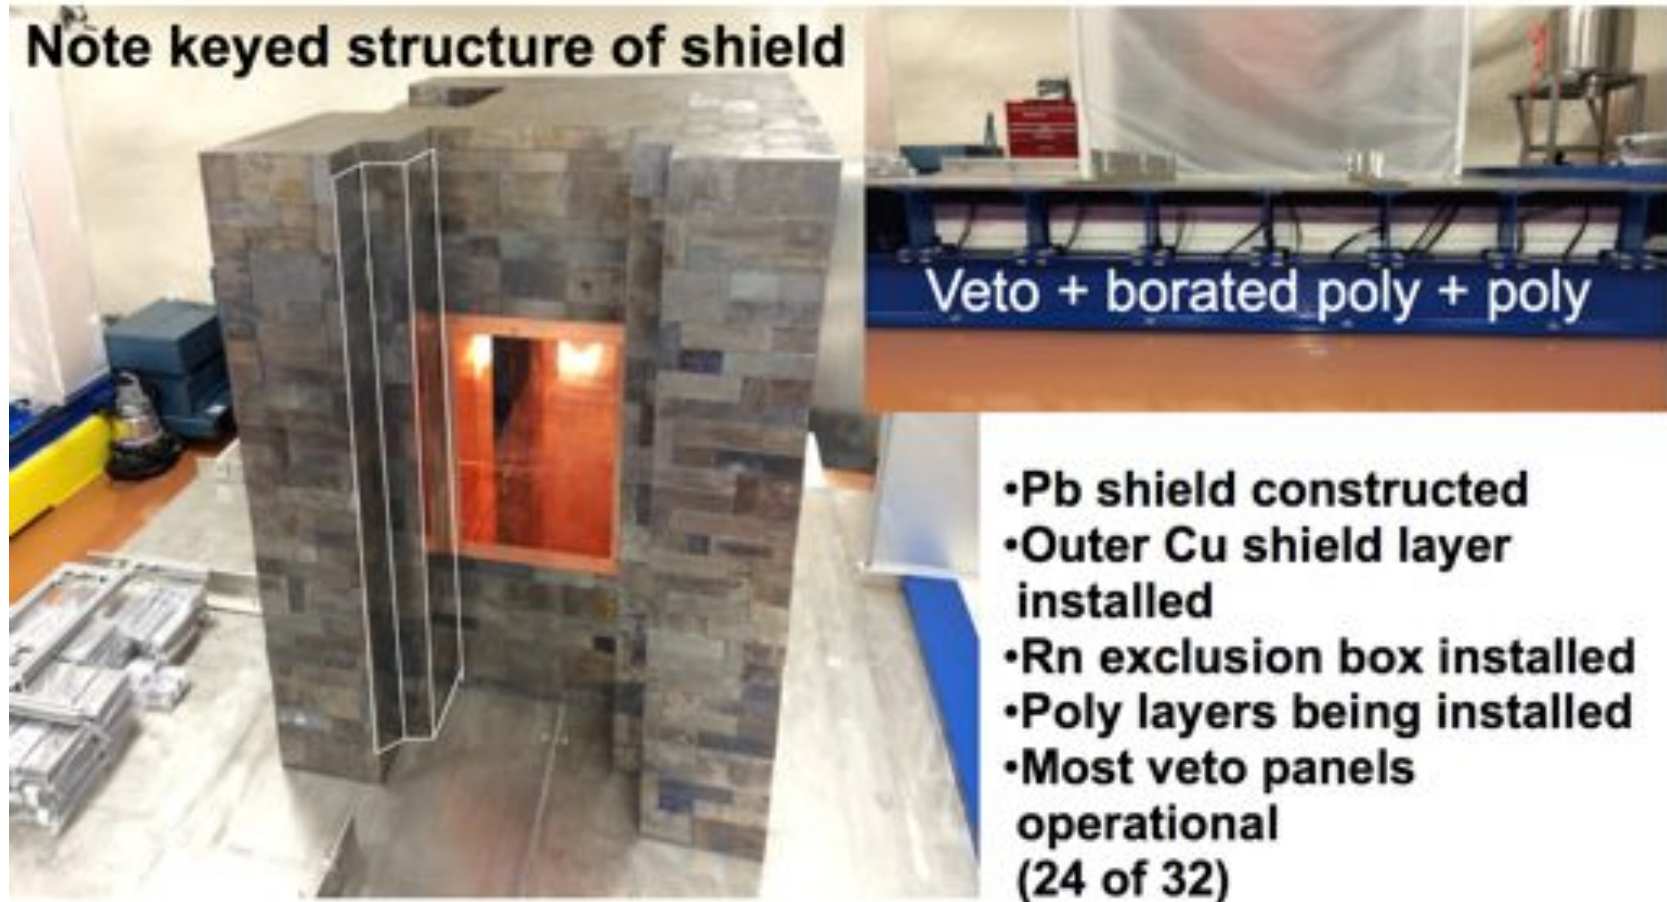 Note keyed structure of shield
Veto + borated poly + poly
•Pb shield constructed
•Outer Cu shield layer
installed
•Rn exclusion box installed
•Poly layers being installed
•Most veto panels
operational
(24 of 32)